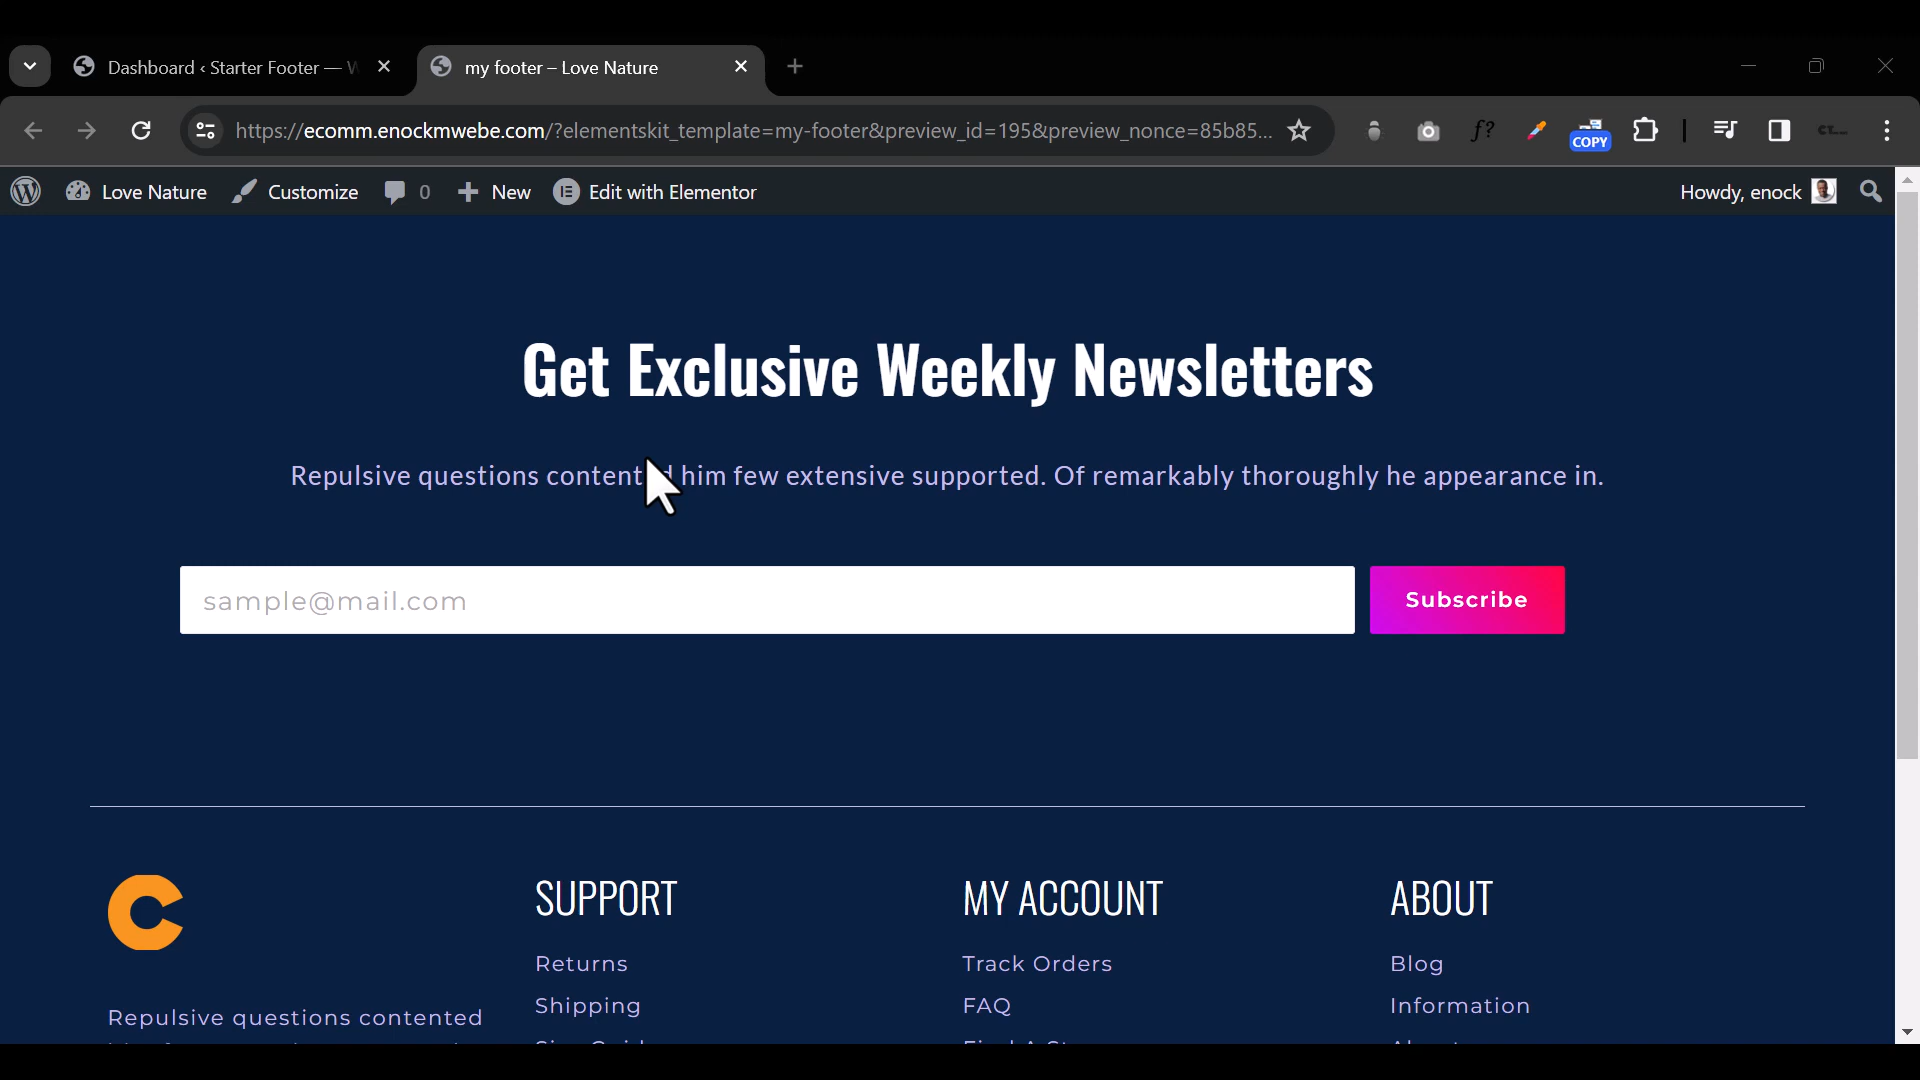 Dashboard ‹ Starter Footer —
my footer – Love Nature
https://ecomm.enockmwebe.com/?elementskit_template=my-footer&preview_id=195&preview_nonce=85b85...
f?
COPY
Love Nature
Customize
0
New
Edit with Elementor
Howdy, enock
Get Exclusive Weekly Newsletters
Repulsive questions contented him few extensive supported. Of remarkably thoroughly he appearance in.
sample@mail.com
Subscribe
SUPPORT
MY ACCOUNT
ABOUT
Returns
Track Orders
Blog
Shipping
FAQ
Information
Repulsive questions contented